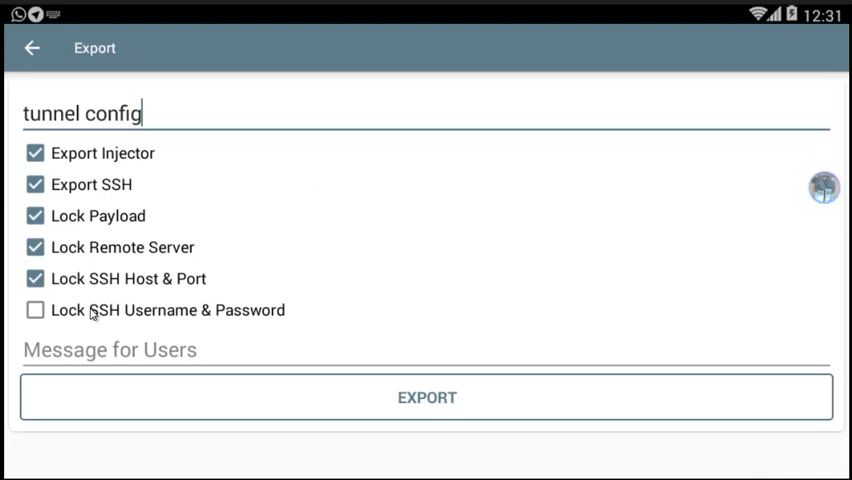 12:31
Export
tunnel config
Export Injector
Export SSH
Lock Payload
Lock Remote Server
Lock SSH Host & Port
Lock SSH Username & Password
Message for Users
EXPORT